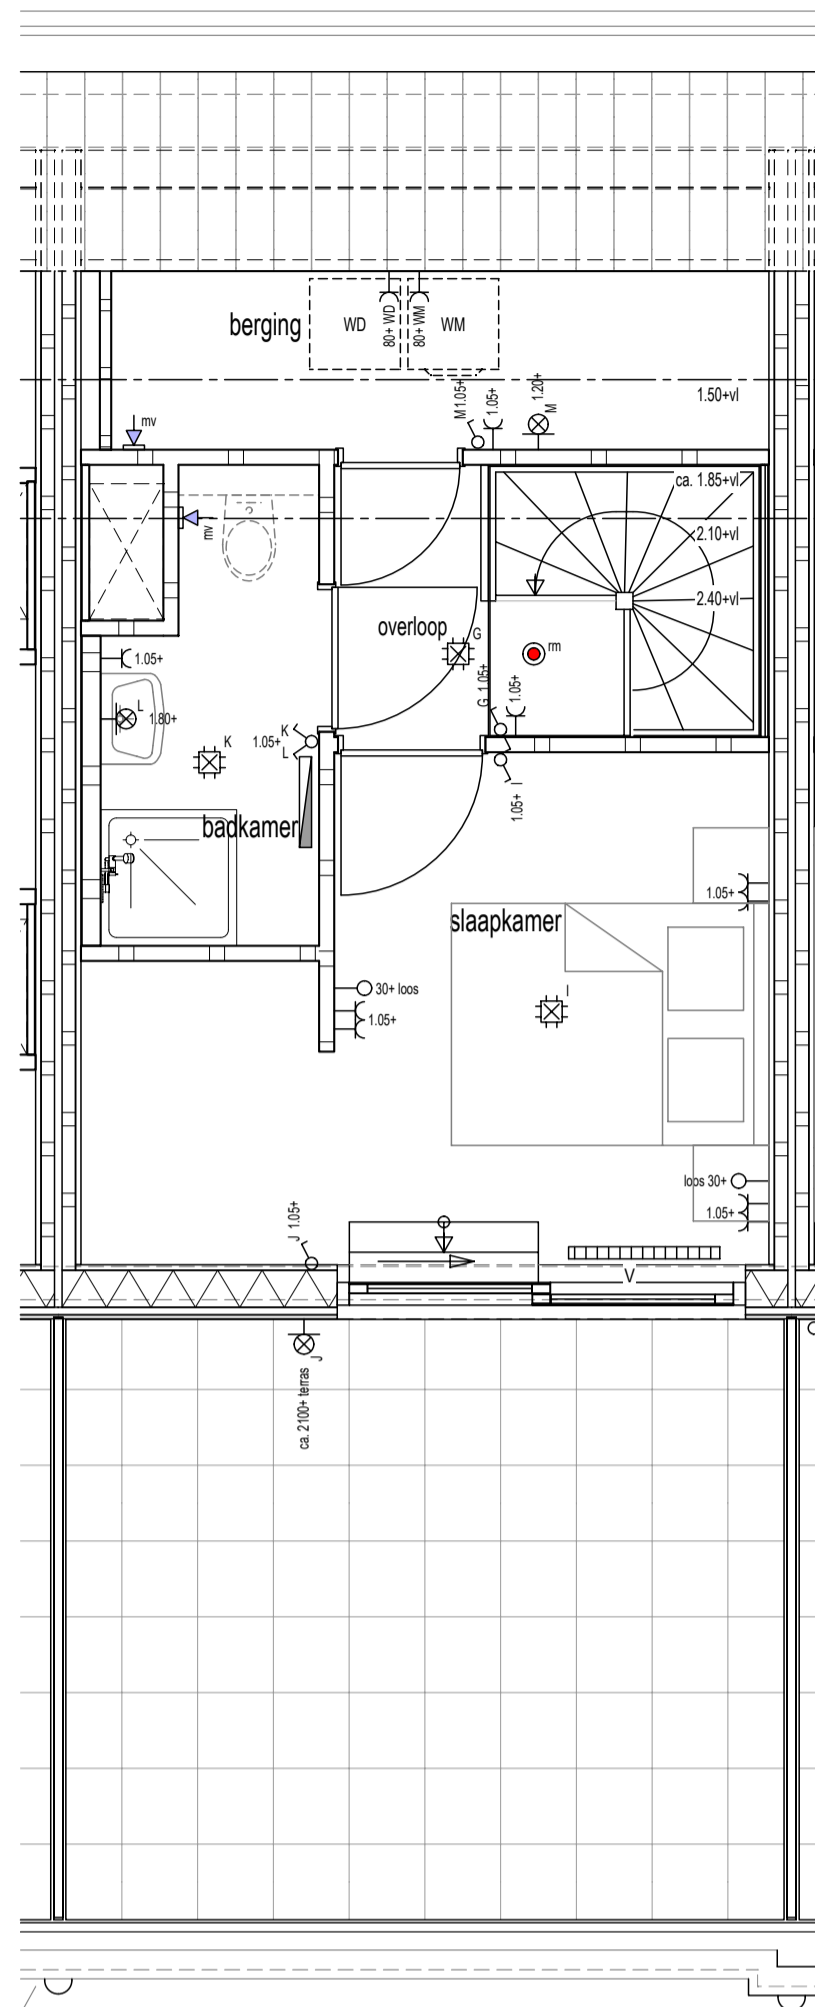 berging
WD
80+ WD
80+ WM
WM
M 1.05+
1.05+
1.20+
M
1.50+vl
mv
mv
ca. 1.85+vl
2.10+vl
2.40+vl
overloop
G
rm
G 1.05+
1.05+
1.05+
L
1.80+
K
K
1.05+
L
1.05+ I
badkamer
1.05+
slaapkamer
I
30+ loos
1.05+
loos 30+
1.05+
J 1.05+
V
J
ca. 2100+ terras